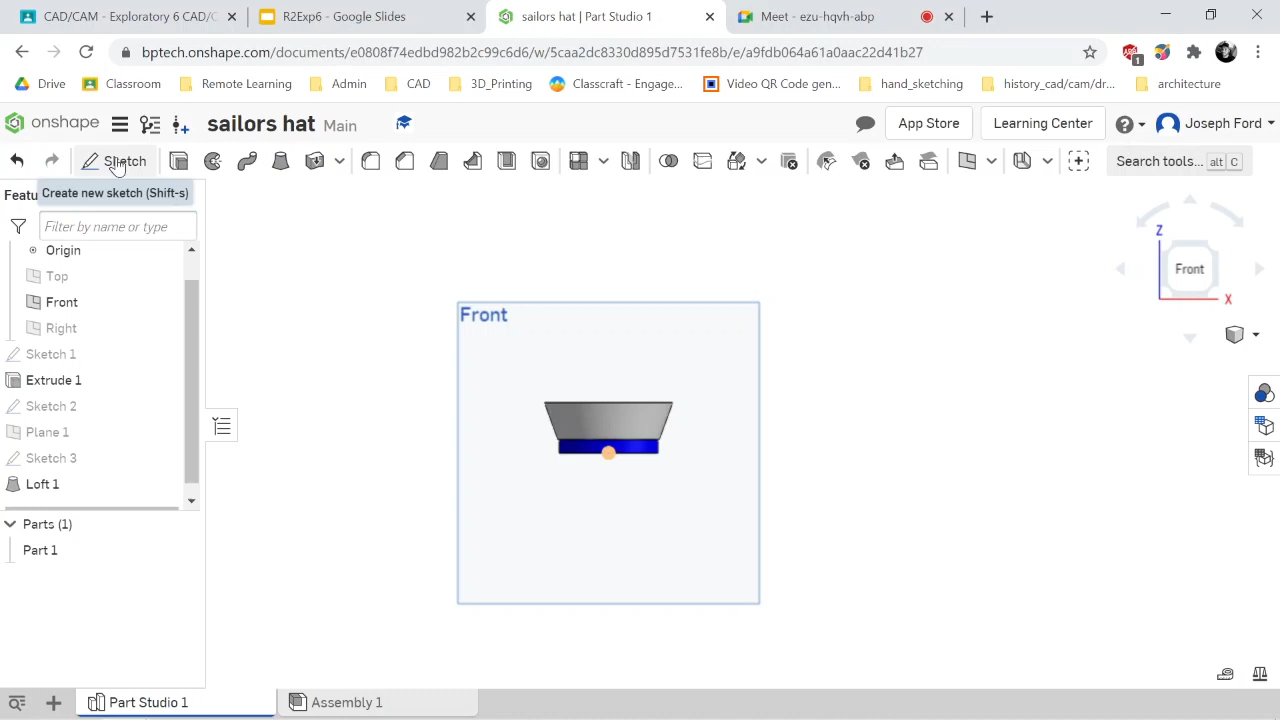 CAD/CAM - Exploratory 6 CAD/C
R2Exp6 - Google Slides
sailors hat | Part Studio 1
Meet - ezu-hqvh-abp
bptech.onshape.com/documents/e0808f74edbd982b2c99c6d6/w/5caa2dc8330d895d7531fe8b/e/a9fdb064a61a0aac22d41b27
1
Drive
Classroom
Remote Learning
Admin
CAD
3D_Printing
Classcraft - Engage...
Video QR Code gen...
hand_sketching
history_cad/cam/dr...
architecture
onshape
sailors hat Main
App Store
Learning Center
Joseph Ford
Sketch
Search tools... alt C
Create new sketch (Shift-s)
Featu
Filter by name or type
Origin
Top
Front
Right
Sketch 1
Extrude 1
Sketch 2
Plane 1
Sketch 3
Loft 1
Parts (1)
Part 1
Front
Z
Front
X
Part Studio 1
Assembly 1